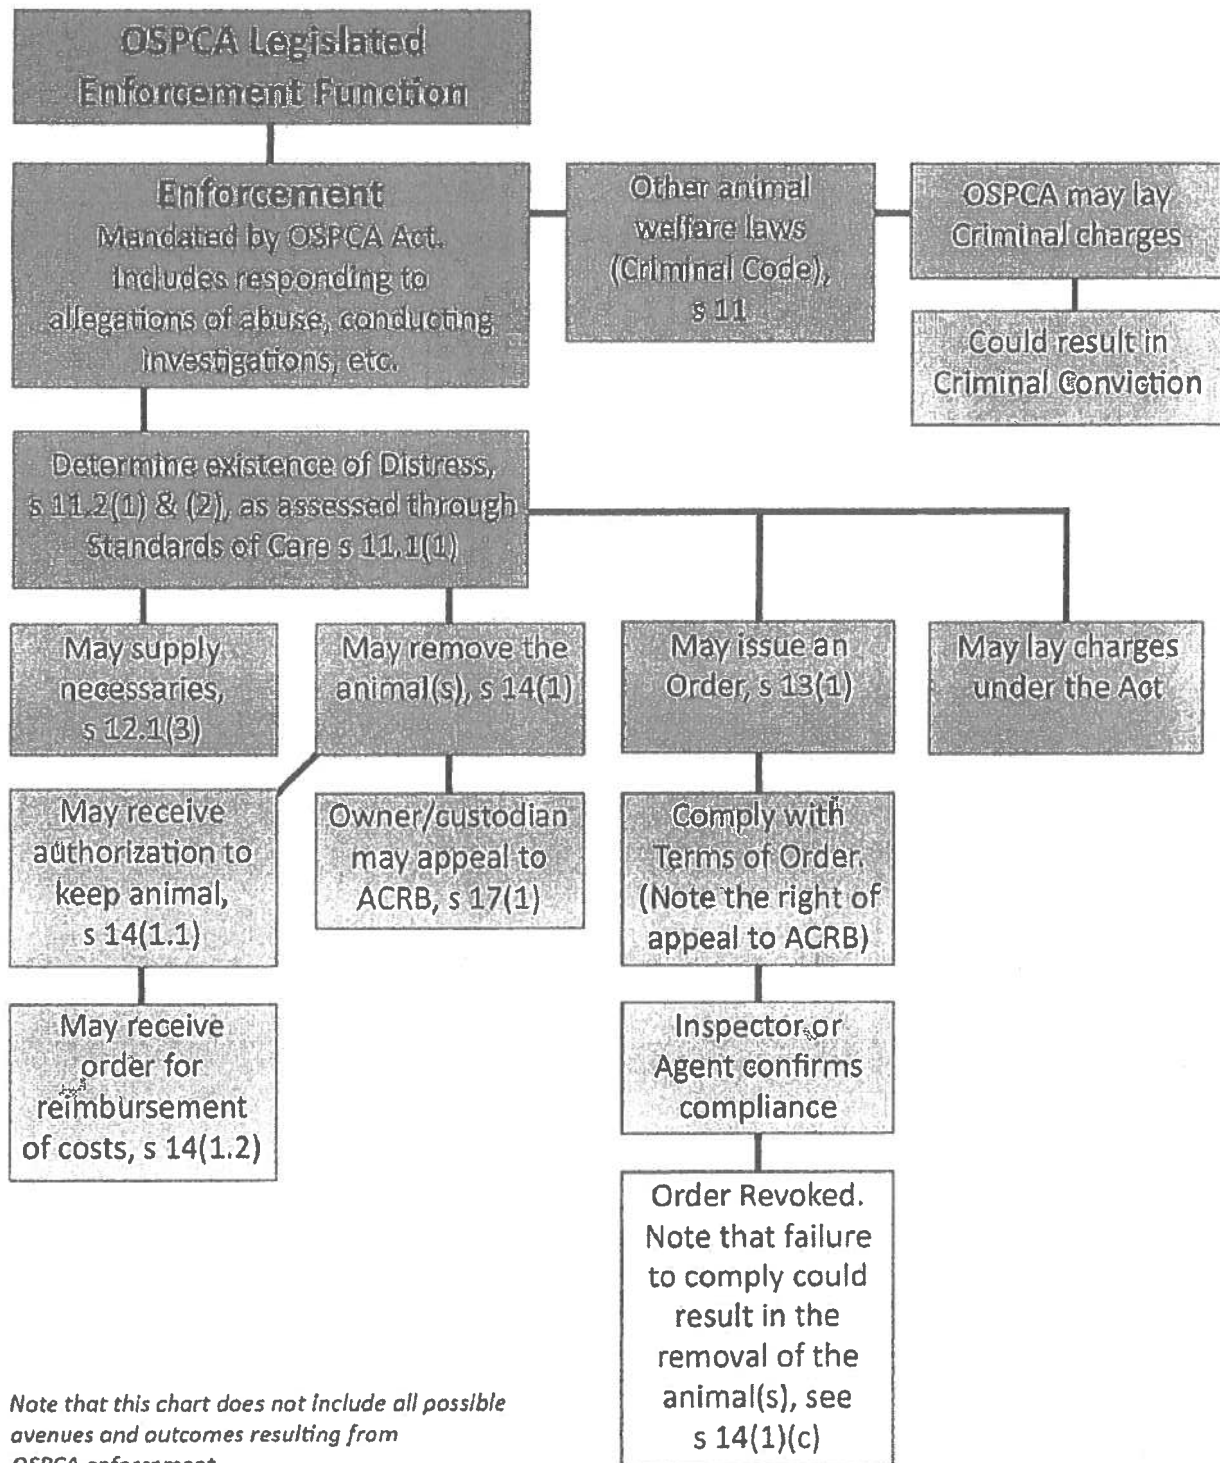 OSPCA Legislated
Enforcement Function
Enforcement
Mandated by OSPCA Act.
Includes responding to
allegations of abuse, conducting
investigations, etc.
Other animal
welfare laws
(Criminal Code),
s 11
OSPCA may lay
Criminal charges
Could result in
Criminal Conviction
Determine existence of Distress,
s 11.2(1) & (2), as assessed through
Standards of Care s 11.1(1)
May supply
necessaries,
s 12.1(3)
May remove the
animal(s), s 14(1)
May issue an
Order, s 13(1)
May lay charges
under the Act
May receive
authorization to
keep animal,
s 14(1.1)
Owner/custodian
may appeal to
ACRB, s 17(1)
Comply with
Terms of Order.
(Note the right of
appeal to ACRB)
May receive
order for
reimbursement
of costs, s 14(1.2)
Inspector or
Agent confirms
compliance
Order Revoked.
Note that failure
to comply could
result in the
removal of the
animal(s), see
s 14(1)(c)
Note that this chart does not include all possible
avenues and outcomes resulting from
OSPCA enforcement